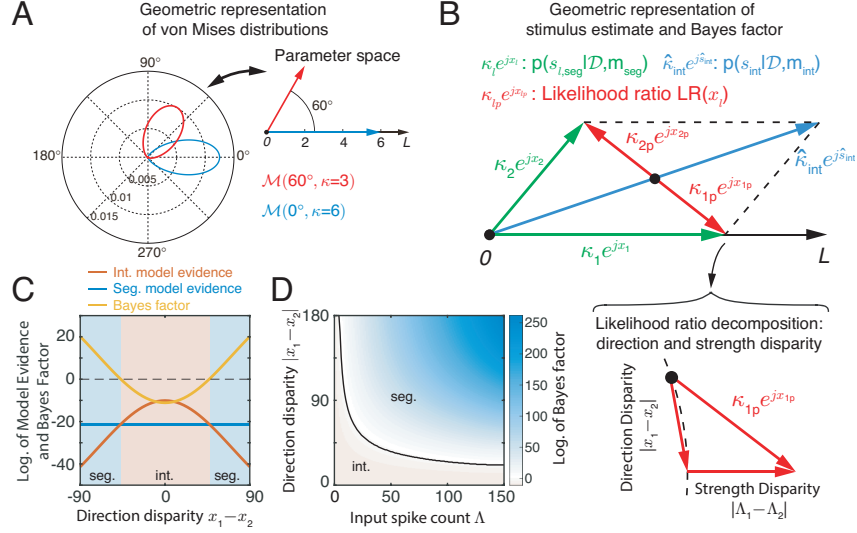 A
Geometric representation
of von Mises distributions
90°
180°
0°
270°
0.005
0.01
0.015
Parameter space
60°
0 2 4 6 L
M(60°, κ=3)
M(0°, κ=6)
B
Geometric representation of
stimulus estimate and Bayes factor
κ_l e^{jx_l}: p(s_{l,seg}|D,m_seg) κ̂_int e^{jŝ_int}: p(s_int|D,m_int)
κ_{lp} e^{jx_{lp}}: Likelihood ratio LR(x_l)
κ_2 e^{jx_2}
κ_{2p} e^{jx_{2p}}
κ_{1p} e^{jx_{1p}}
κ̂_int e^{jŝ_int}
κ_1 e^{jx_1}
0
L
Likelihood ratio decomposition:
direction and strength disparity
Direction Disparity
|x_1−x_2|
κ_{1p} e^{jx_{1p}}
Strength Disparity
|Λ_1−Λ_2|
C
Int. model evidence
Seg. model evidence
Bayes factor
Log. of Model Evidence
and Bayes Factor
20
0
-20
-40
seg. int. seg.
-90 0 90
Direction disparity x_1−x_2
D
Direction disparity |x_1−x_2|
180
90
0
seg.
int.
0 50 100 150
Input spike count Λ
250
200
150
100
50
0
Log. of Bayes factor